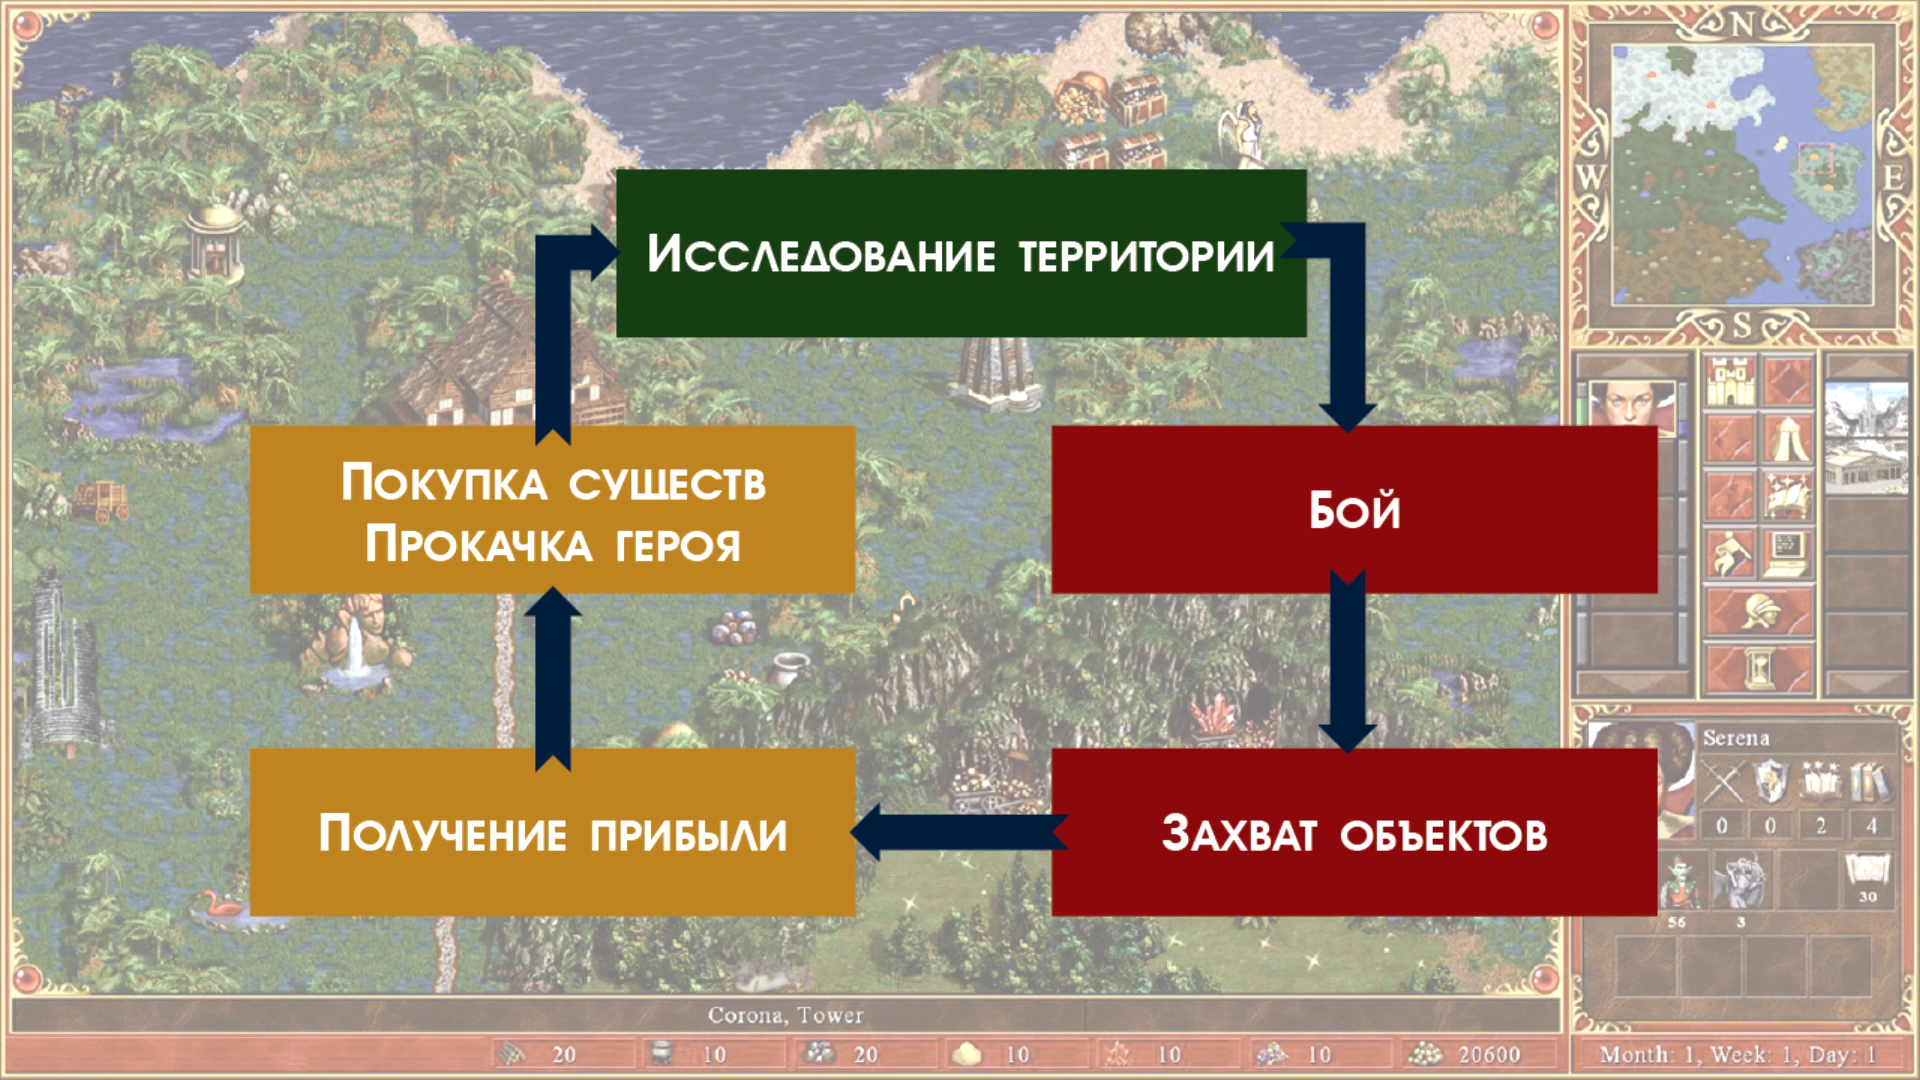 N
W
E
S
Исследование территории
Покупка существ
Прокачка героя
Бой
Получение прибыли
Захват объектов
Serena
0 0 2 4
30
56 3
Corona, Tower
20 10 20 10 10 10 20600
Month: 1, Week: 1, Day: 1